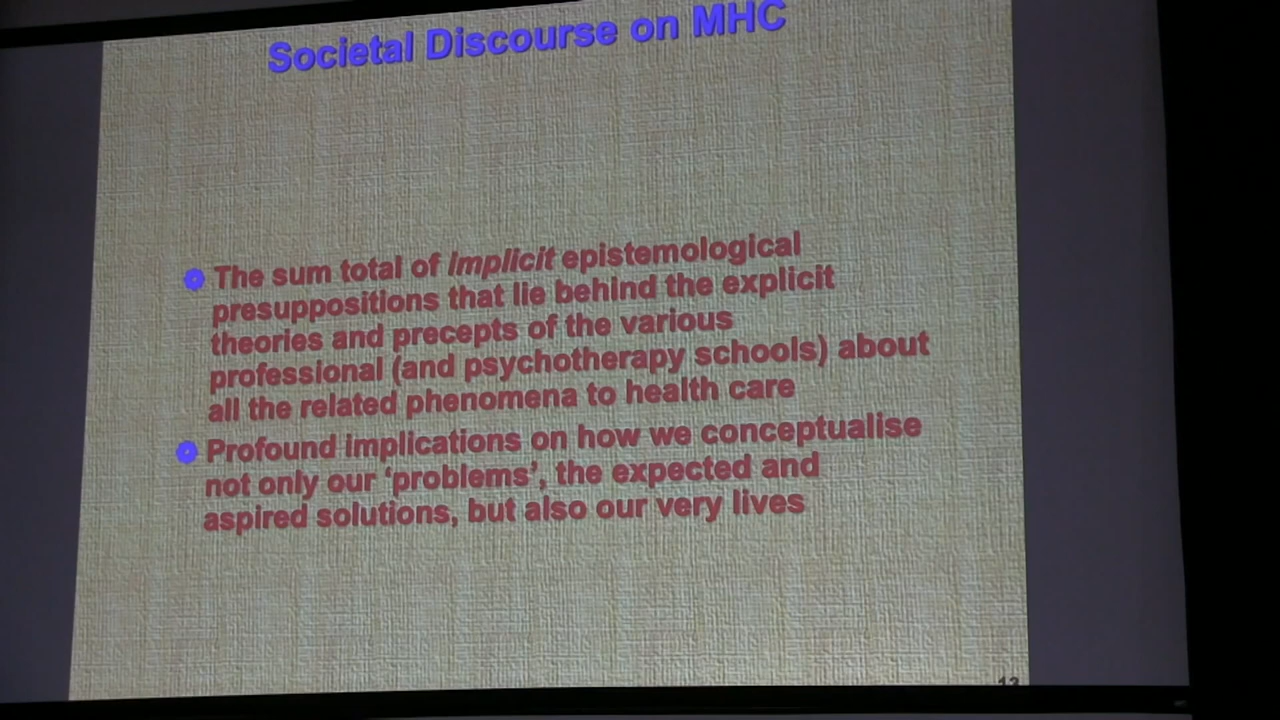 Societal Discourse on MHC
The sum total of implicit epistemological
presuppositions that lie behind the explicit
theories and precepts of the various
professional (and psychotherapy schools) about
all the related phenomena to health care
Profound implications on how we conceptualise
not only our ‘problems’, the expected and
aspired solutions, but also our very lives
13